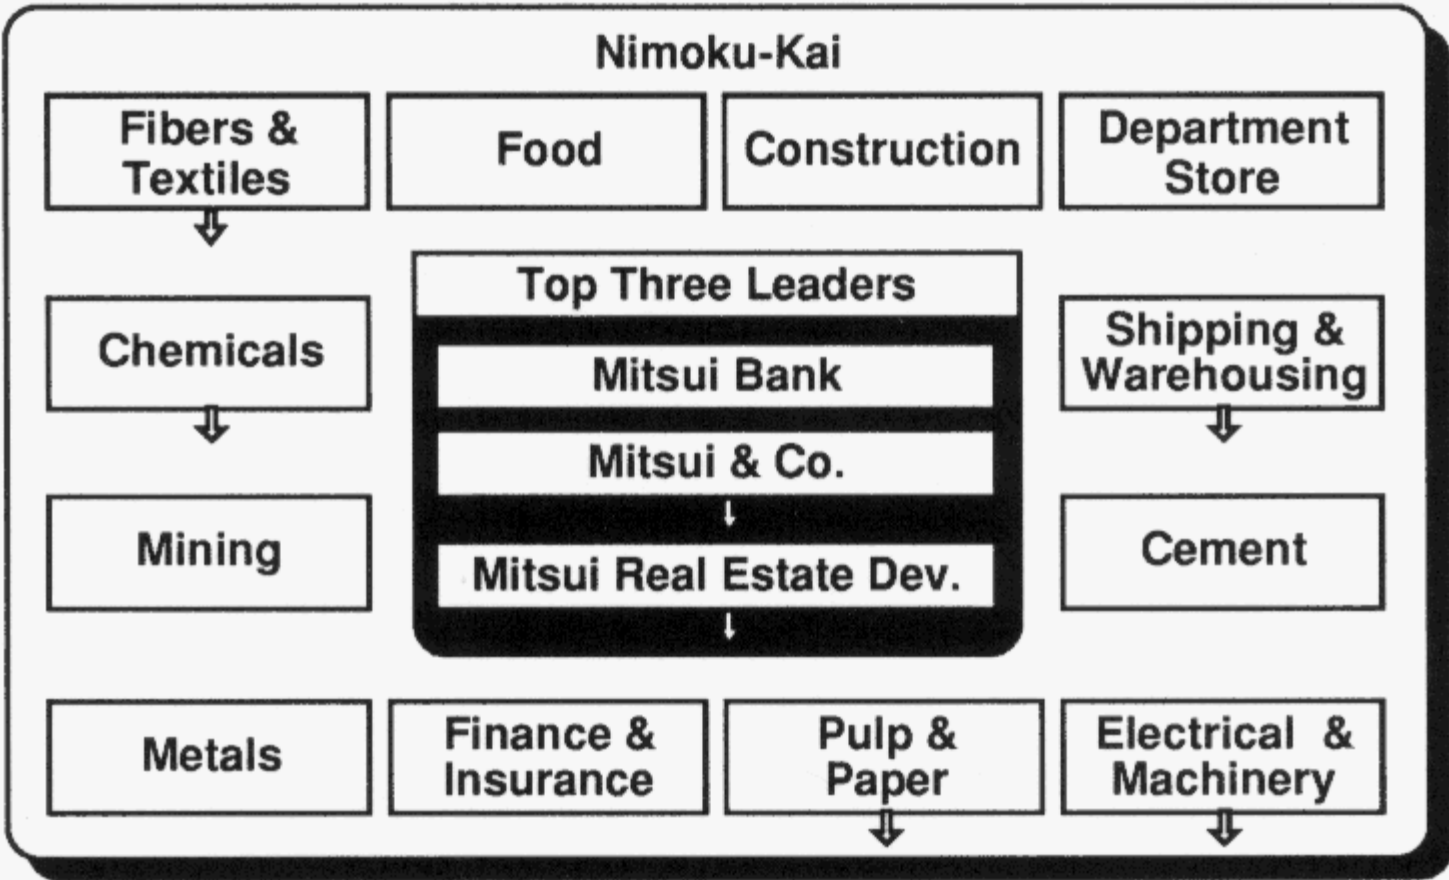 Nimoku-Kai
Fibers &
Textiles
Food
Construction
Department
Store
Top Three Leaders
Chemicals
Mitsui Bank
Shipping &
Warehousing
Mitsui & Co.
Mining
Mitsui Real Estate Dev.
Cement
Metals
Finance &
Insurance
Pulp &
Paper
Electrical &
Machinery